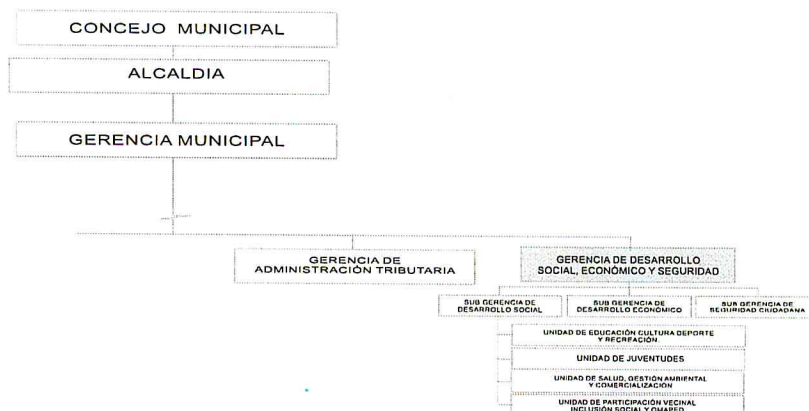 CONCEJO MUNICIPAL
ALCALDIA
GERENCIA MUNICIPAL
GERENCIA DE
ADMINISTRACIÓN TRIBUTARIA
GERENCIA DE DESARROLLO
SOCIAL, ECONÓMICO Y SEGURIDAD
SUB GERENCIA DE
DESARROLLO SOCIAL
SUB GERENCIA DE
DESARROLLO ECONÓMICO
SUB GERENCIA DE
SEGURIDAD CIUDADANA
UNIDAD DE EDUCACIÓN CULTURA DEPORTE
Y RECREACIÓN.
UNIDAD DE JUVENTUDES
UNIDAD DE SALUD, GESTIÓN AMBIENTAL
Y COMERCIALIZACIÓN
UNIDAD DE PARTICIPACIÓN VECINAL
INCLUSIÓN SOCIAL Y OMAPED